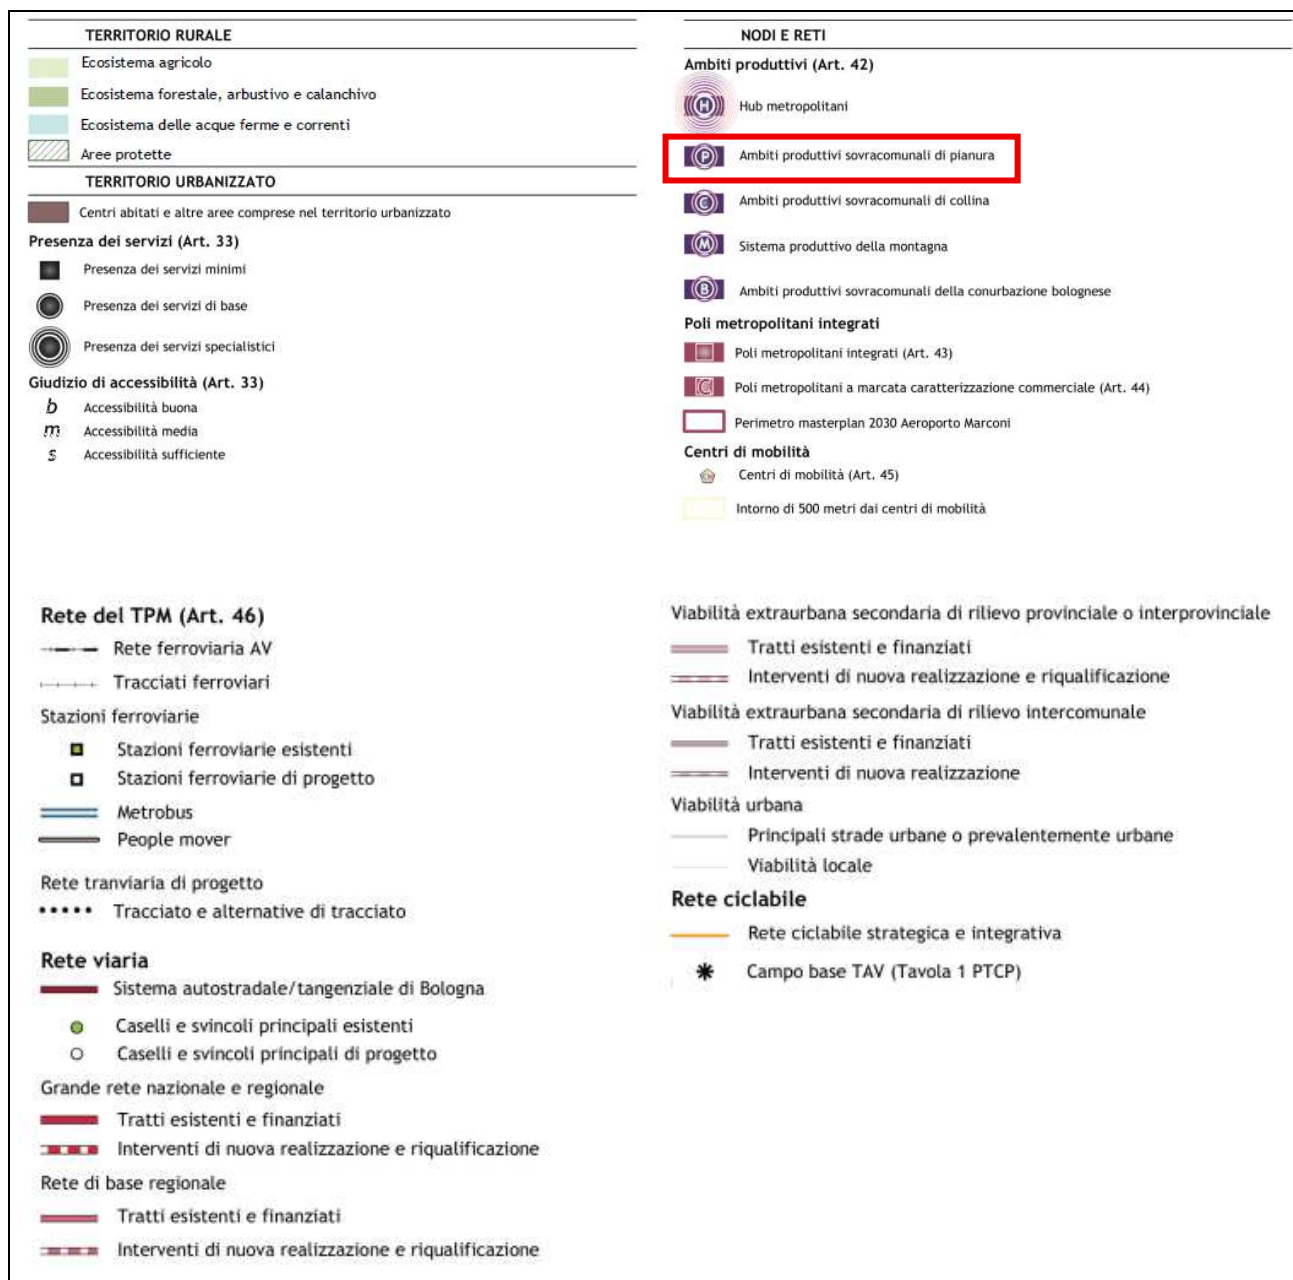 TERRITORIO RURALE
Ecosistema agricolo
Ecosistema forestale, arbustivo e calanchivo
Ecosistema delle acque ferme e correnti
Aree protette
TERRITORIO URBANIZZATO
Centri abitati e altre aree comprese nel territorio urbanizzato
Presenza dei servizi (Art. 33)
Presenza dei servizi minimi
Presenza dei servizi di base
Presenza dei servizi specialistici
Giudizio di accessibilità (Art. 33)
b Accessibilità buona
m Accessibilità media
s Accessibilità sufficiente
NODI E RETI
Ambiti produttivi (Art. 42)
H Hub metropolitani
P Ambiti produttivi sovracomunali di pianura
C Ambiti produttivi sovracomunali di collina
M Sistema produttivo della montagna
B Ambiti produttivi sovracomunali della conurbazione bolognese
Poli metropolitani integrati
Poli metropolitani integrati (Art. 43)
C Poli metropolitani a marcata caratterizzazione commerciale (Art. 44)
Perimetro masterplan 2030 Aeroporto Marconi
Centri di mobilità
Centri di mobilità (Art. 45)
Intorno di 500 metri dai centri di mobilità
Rete del TPM (Art. 46)
Rete ferroviaria AV
Tracciati ferroviari
Stazioni ferroviarie
Stazioni ferroviarie esistenti
Stazioni ferroviarie di progetto
Metrobus
People mover
Rete tranviaria di progetto
Tracciato e alternative di tracciato
Rete viaria
Sistema autostradale/tangenziale di Bologna
Caselli e svincoli principali esistenti
Caselli e svincoli principali di progetto
Grande rete nazionale e regionale
Tratti esistenti e finanziati
Interventi di nuova realizzazione e riqualificazione
Rete di base regionale
Tratti esistenti e finanziati
Interventi di nuova realizzazione e riqualificazione
Viabilità extraurbana secondaria di rilievo provinciale o interprovinciale
Tratti esistenti e finanziati
Interventi di nuova realizzazione e riqualificazione
Viabilità extraurbana secondaria di rilievo intercomunale
Tratti esistenti e finanziati
Interventi di nuova realizzazione
Viabilità urbana
Principali strade urbane o prevalentemente urbane
Viabilità locale
Rete ciclabile
Rete ciclabile strategica e integrativa
Campo base TAV (Tavola 1 PTCP)